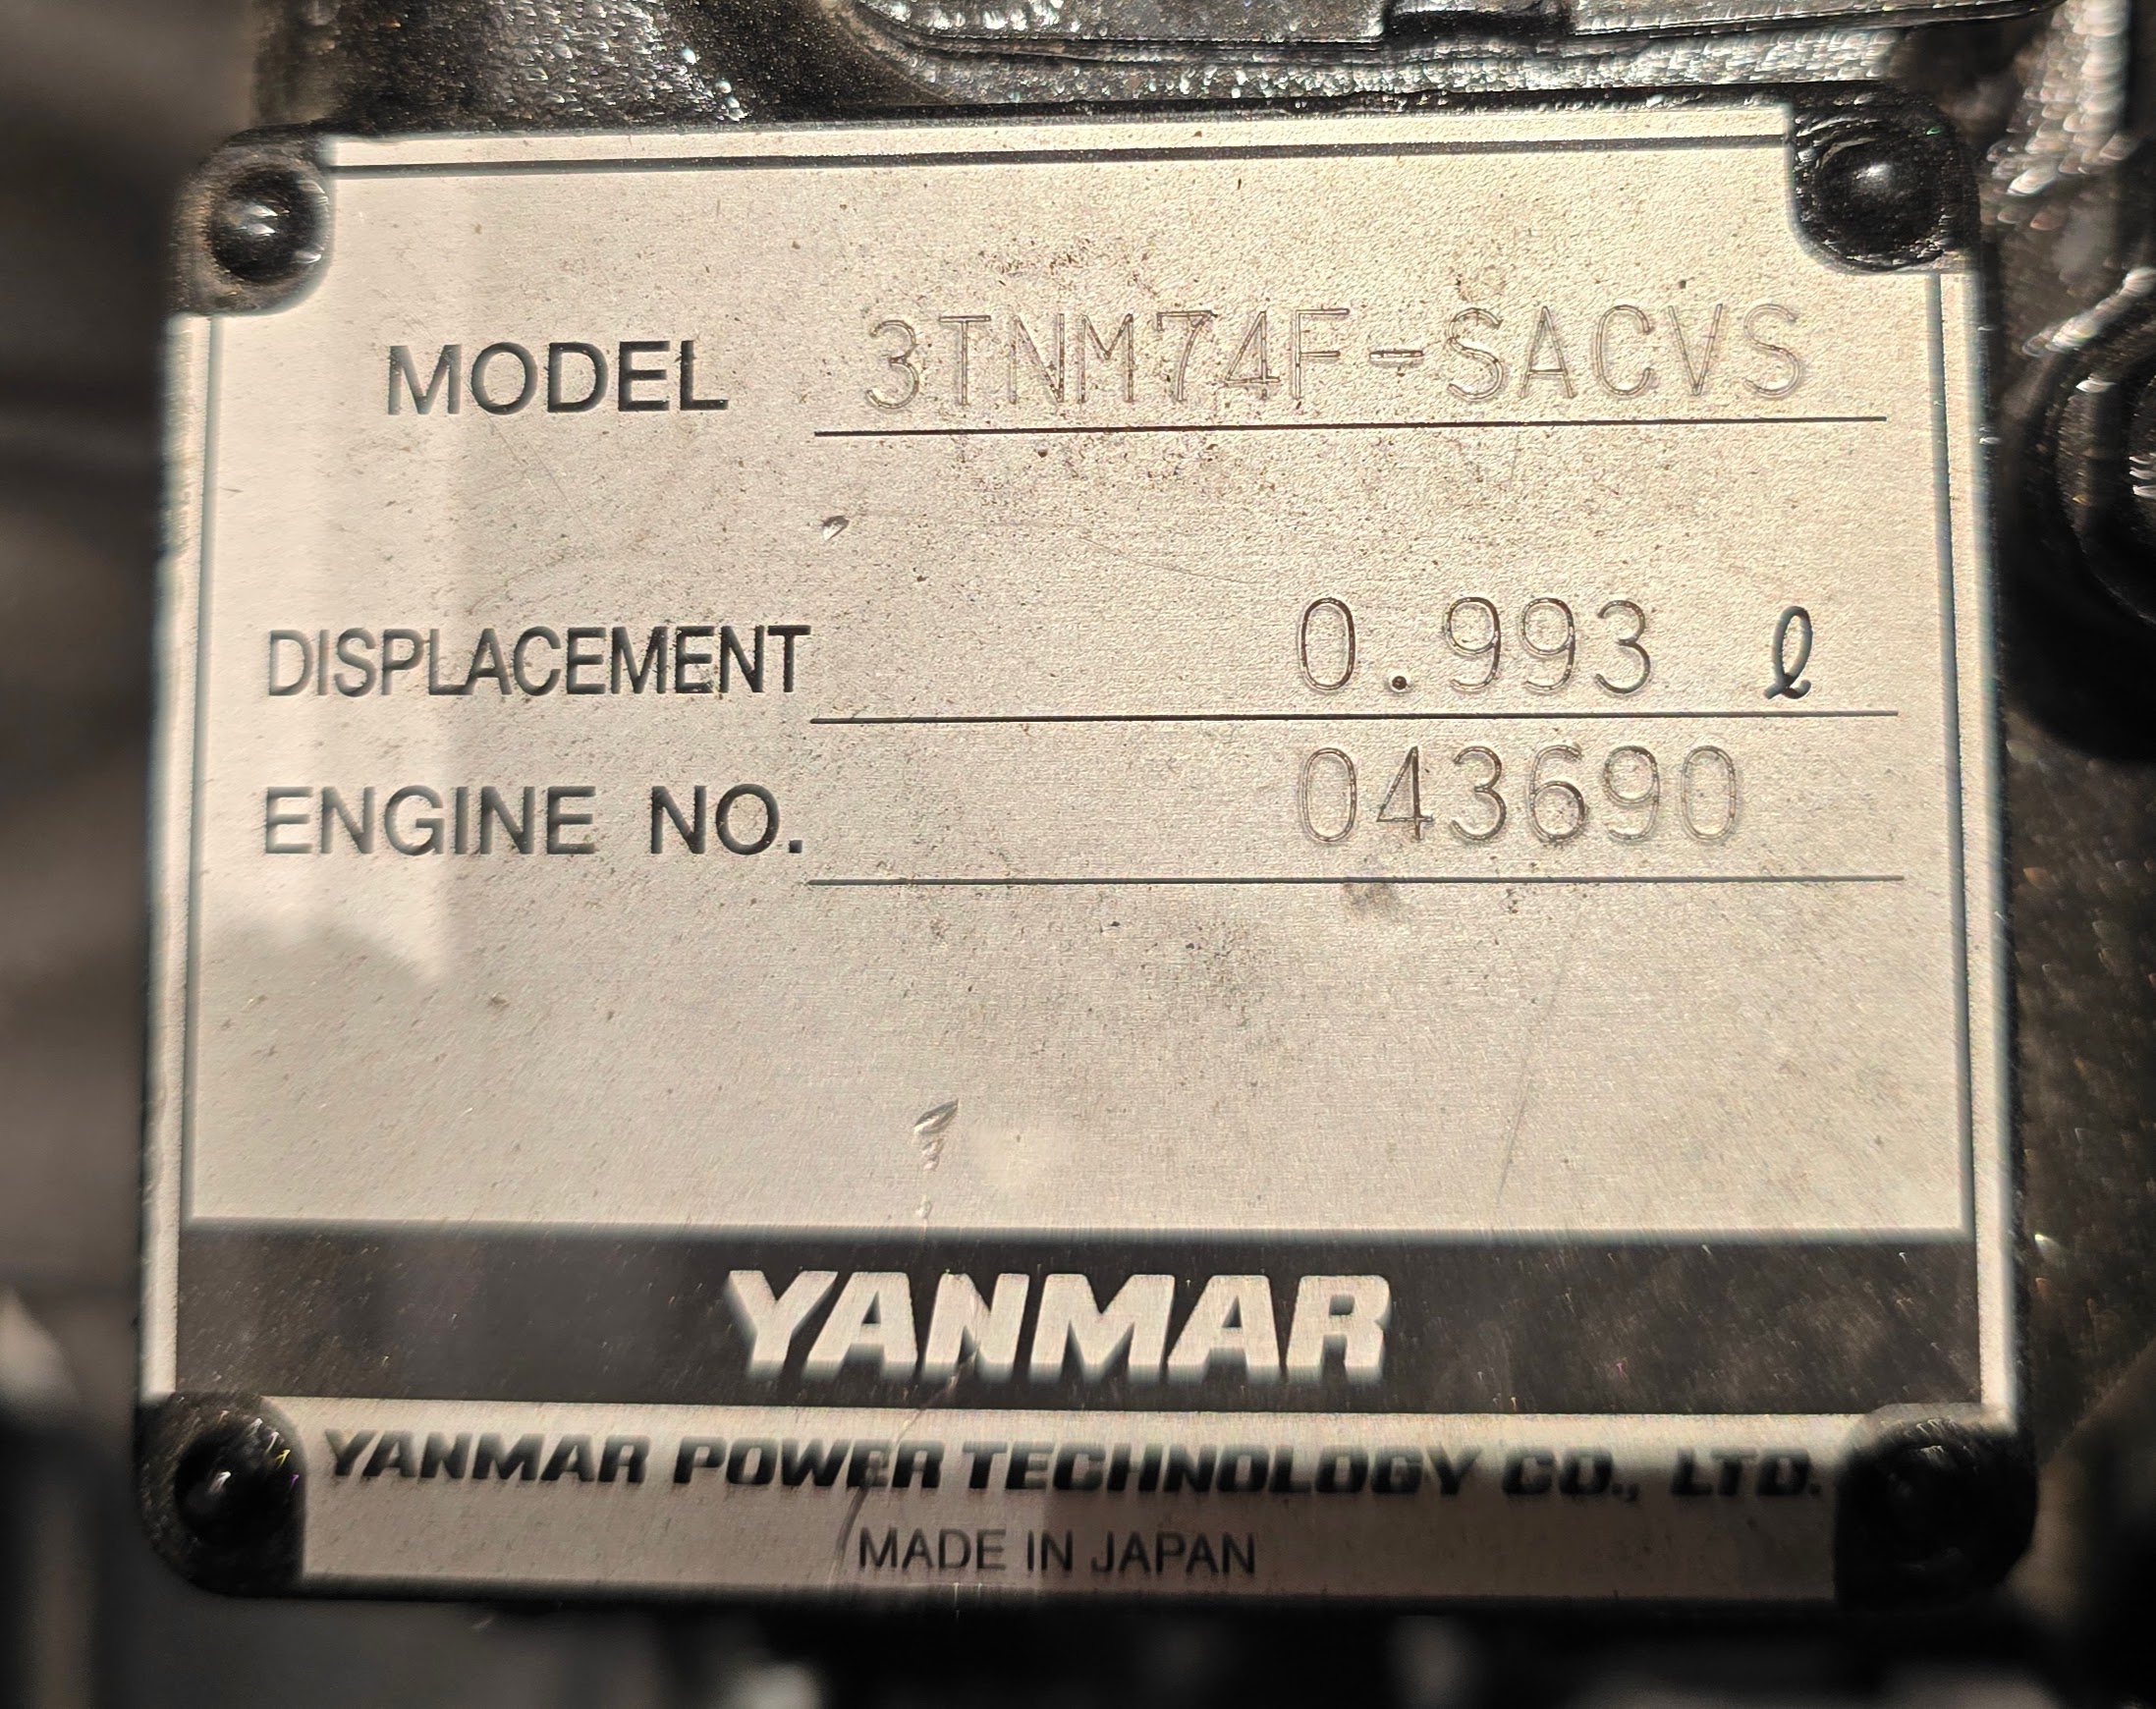 MODEL 3TNM74F-SACVS
DISPLACEMENT 0.993 ℓ
ENGINE NO. 043690
YANMAR
YANMAR POWER TECHNOLOGY CO., LTD.
MADE IN JAPAN